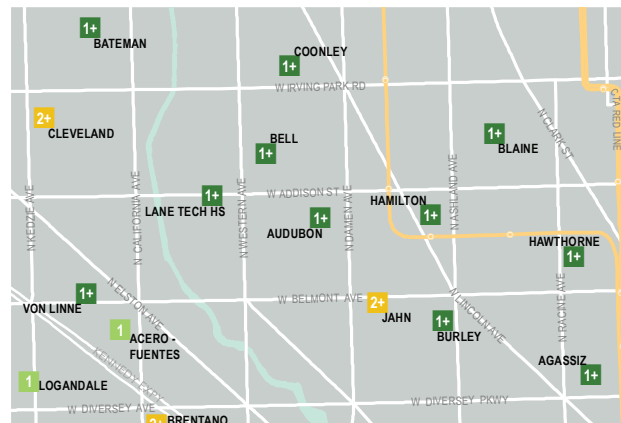 1+
BATEMAN
COONLEY
1+
W IRVING PARK RD
2+
CLEVELAND
N CLARK ST
CTA RED LINE
1+
BLAINE
BELL
1+
N KEDZIE AVE
N CALIFORNIA AVE
N WESTERN AVE
N DAMEN AVE
N ASHLAND AVE
1+
LANE TECH HS
W ADDISON ST
HAMILTON
1+
1+
AUDUBON
HAWTHORNE
1+
N ELSTON AVE
1+
VON LINNE
W BELMONT AVE
2+
JAHN
N LINCOLN AVE
N RACINE AVE
1+
BURLEY
1
ACERO -
FUENTES
KENNEDY EXPY
1
LOGANDALE
AGASSIZ
1+
W DIVERSEY AVE
W DIVERSEY PKWY
2+
BRENTANO